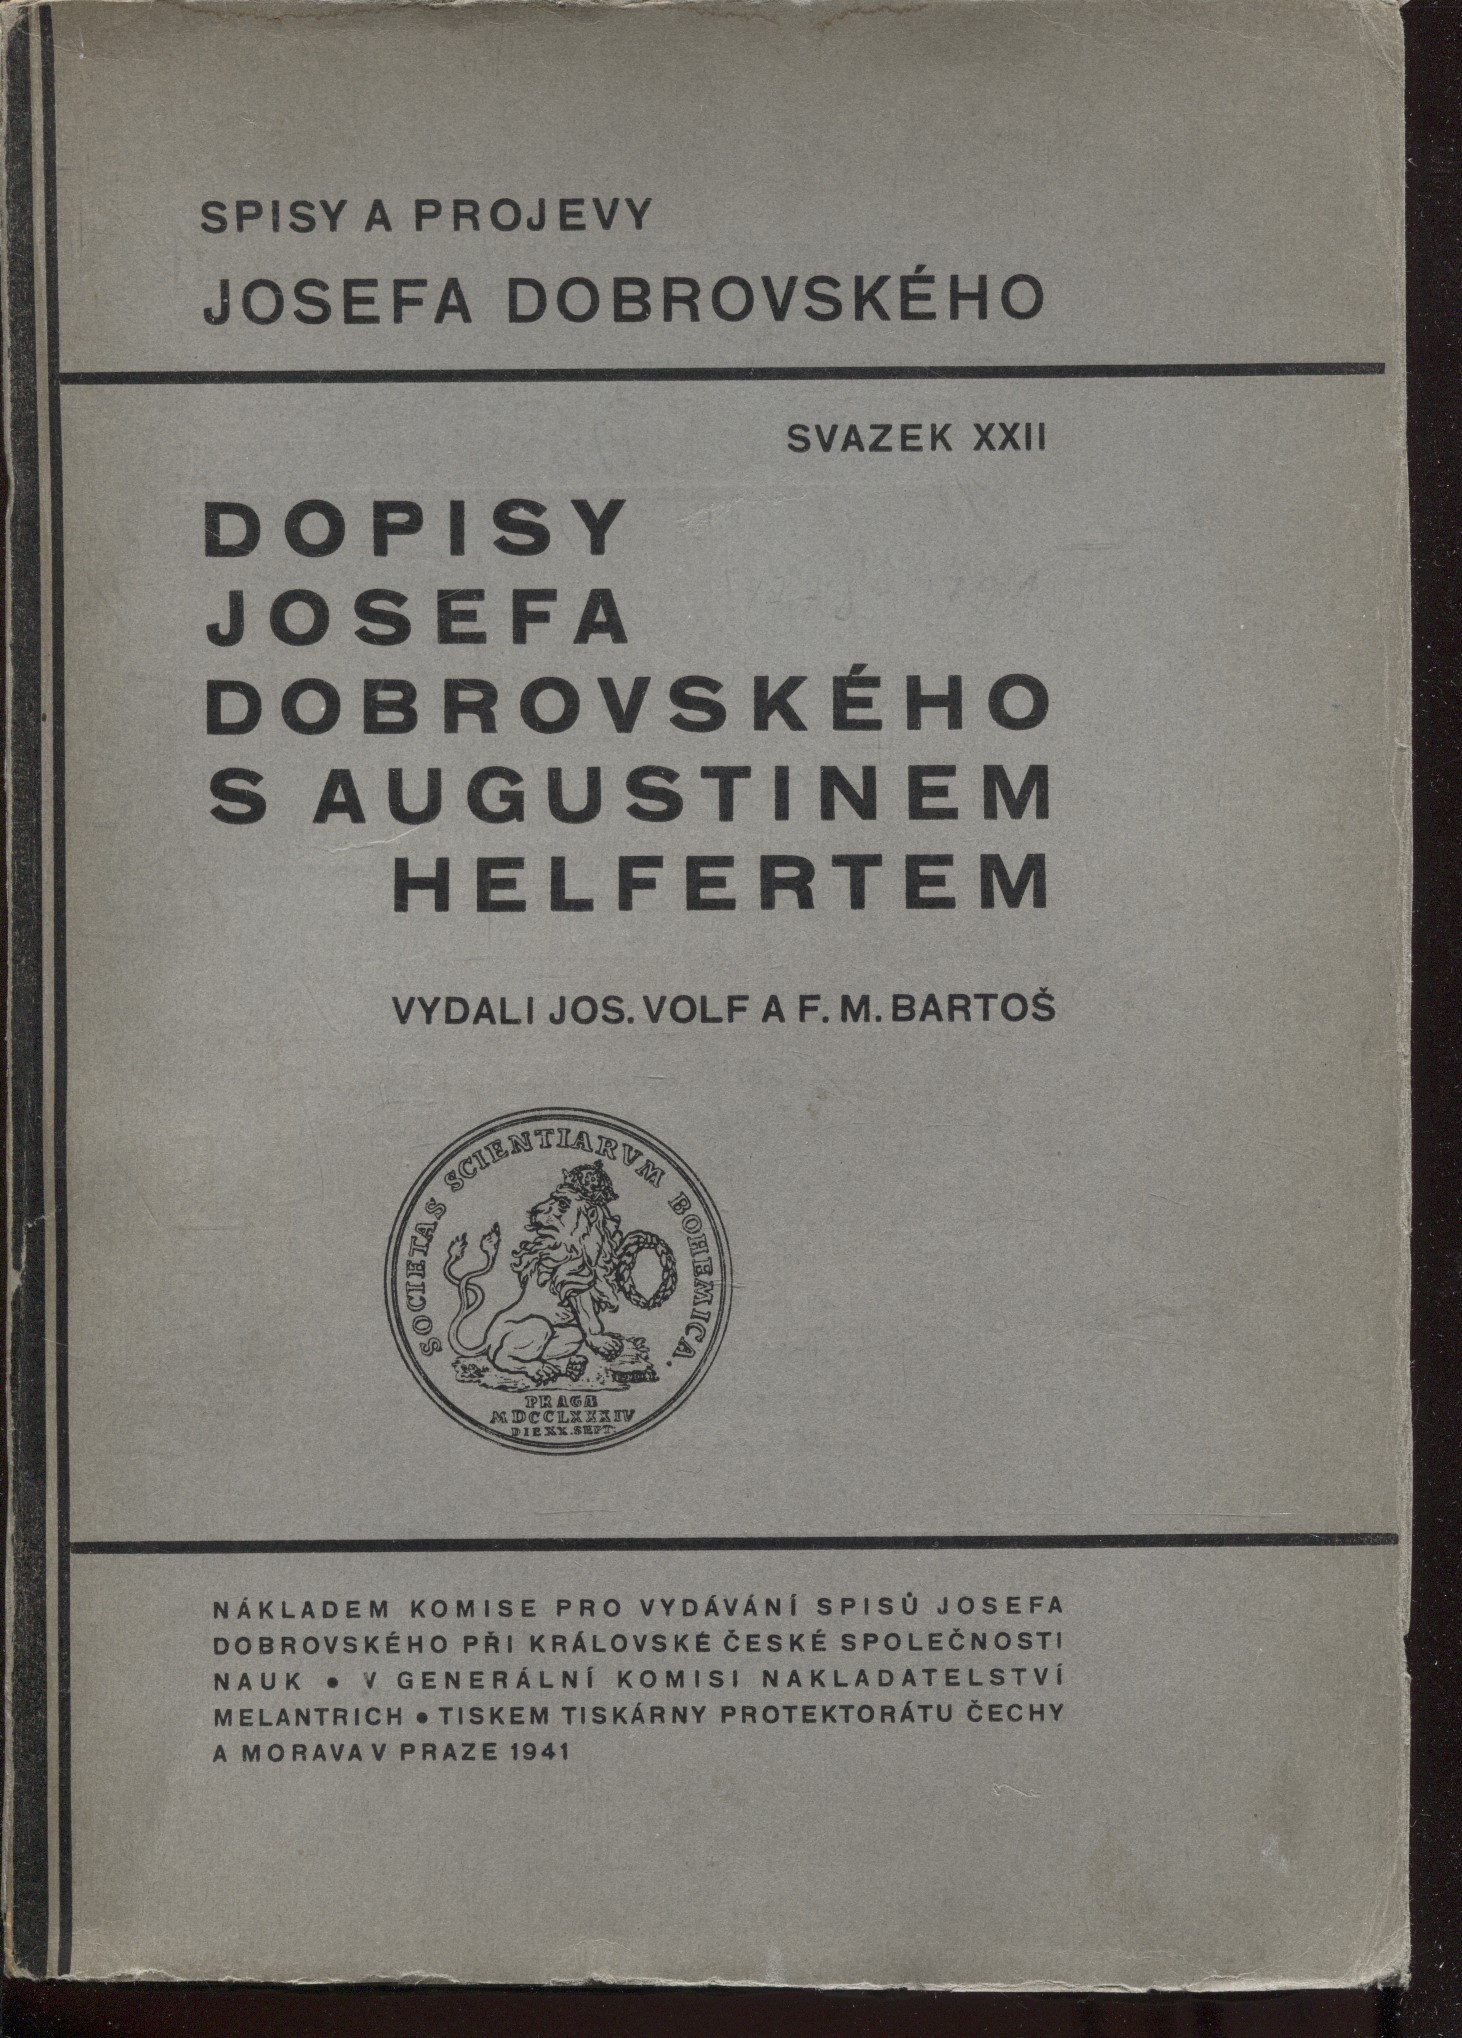 SPISY A PROJEVY
JOSEFA DOBROVSKÉHO
SVAZEK XXII
DOPISY
JOSEFA
DOBROVSKÉHO
S AUGUSTINEM
HELFERTEM
VYDALI JOS. VOLF A F. M. BARTOŠ
SOCIETAS SCIENTIARVM BOHEMICA.
PRAGÆ
MDCCLXXXIV
DIE XX. SEPT.
NÁKLADEM KOMISE PRO VYDÁVÁNÍ SPISŮ JOSEFA
DOBROVSKÉHO PŘI KRÁLOVSKÉ ČESKÉ SPOLEČNOSTI
NAUK • V GENERÁLNÍ KOMISI NAKLADATELSTVÍ
MELANTRICH • TISKEM TISKÁRNY PROTEKTORÁTU ČECHY
A MORAVA V PRAZE 1941